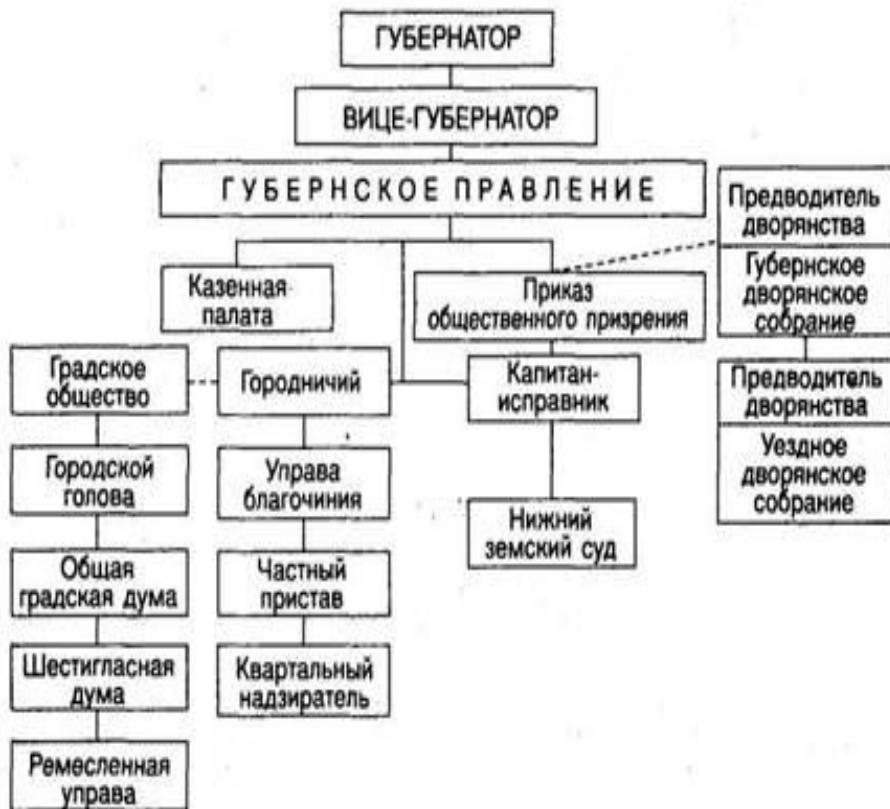 ГУБЕРНАТОР
ВИЦЕ-ГУБЕРНАТОР
ГУБЕРНСКОЕ ПРАВЛЕНИЕ
Предводитель
дворянства
Губернское
дворянское
собрание
Казенная
палата
Приказ
общественного призрения
Градское
общество
Городничий
Капитан-
исправник
Предводитель
дворянства
Уездное
дворянское
собрание
Городской
голова
Управа
благочиния
Нижний
земский суд
Общая
градская дума
Частный
пристав
Шестигласная
дума
Квартальный
надзиратель
Ремесленная
управа